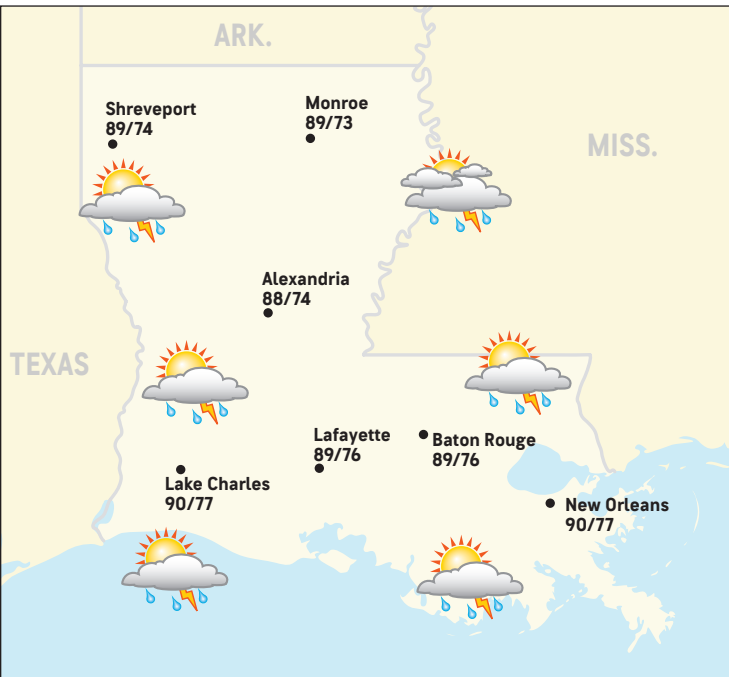 ARK.
Shreveport
89/74
Monroe
89/73
MISS.
Alexandria
88/74
TEXAS
Lafayette
89/76
Baton Rouge
89/76
Lake Charles
90/77
New Orleans
90/77